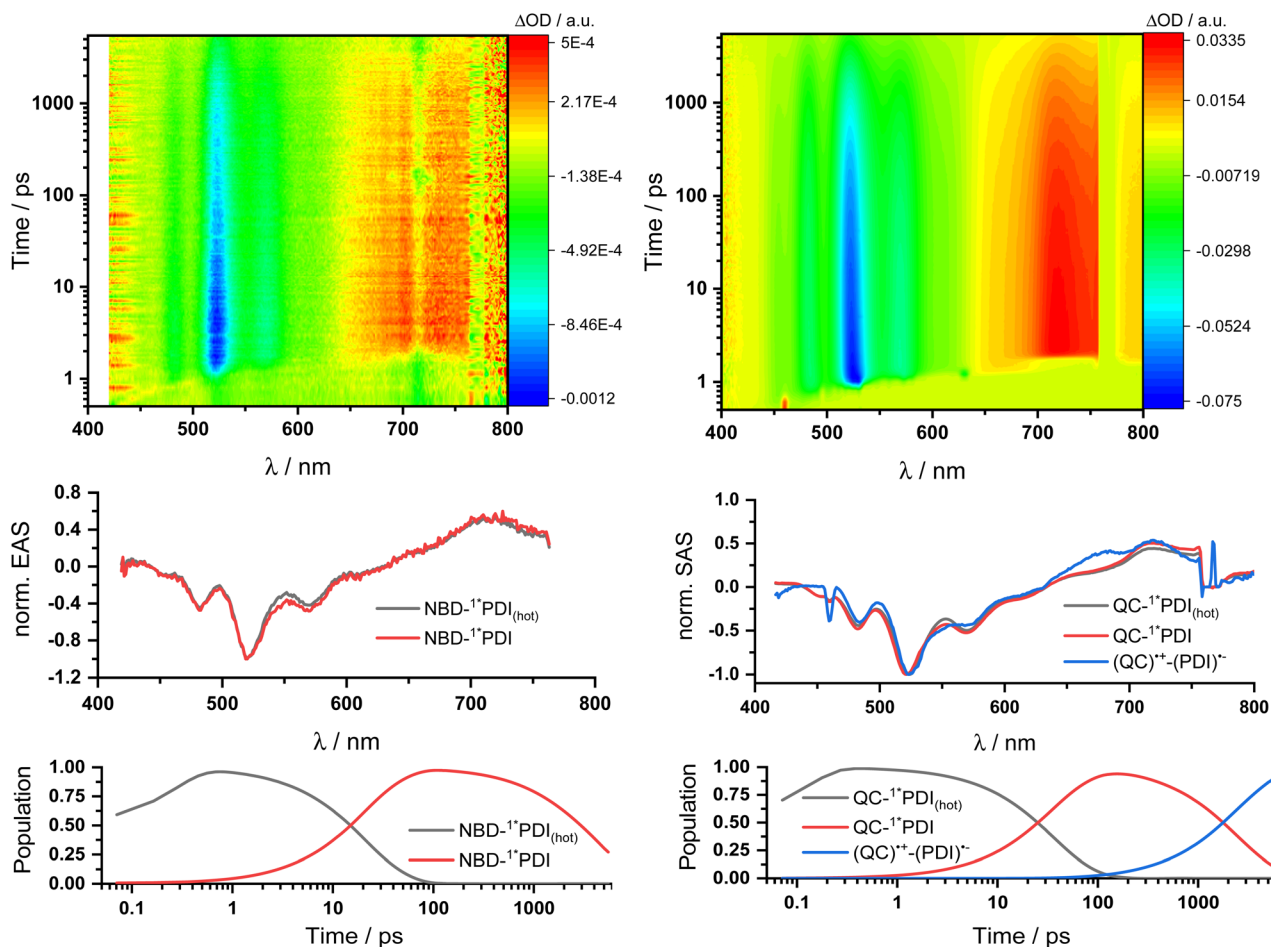 ΔOD / a.u.
5E-4
2.17E-4
-1.38E-4
-4.92E-4
-8.46E-4
-0.0012
1000
100
10
1
Time / ps
400 500 600 700 800
λ / nm
ΔOD / a.u.
0.0335
0.0154
-0.00719
-0.0298
-0.0524
-0.075
1000
100
10
1
Time / ps
400 500 600 700 800
λ / nm
0.8
0.4
0.0
-0.4
-0.8
-1.2
norm. EAS
NBD-¹*PDI(hot)
NBD-¹*PDI
400 500 600 700 800
λ / nm
1.0
0.5
0.0
-0.5
-1.0
norm. SAS
QC-¹*PDI(hot)
QC-¹*PDI
(QC)•⁺-(PDI)•⁻
400 500 600 700 800
λ / nm
1.00
0.75
0.50
0.25
0.00
Population
NBD-¹*PDI(hot)
NBD-¹*PDI
0.1 1 10 100 1000
Time / ps
1.00
0.75
0.50
0.25
0.00
Population
QC-¹*PDI(hot)
QC-¹*PDI
(QC)•⁺-(PDI)•⁻
0.1 1 10 100 1000
Time / ps